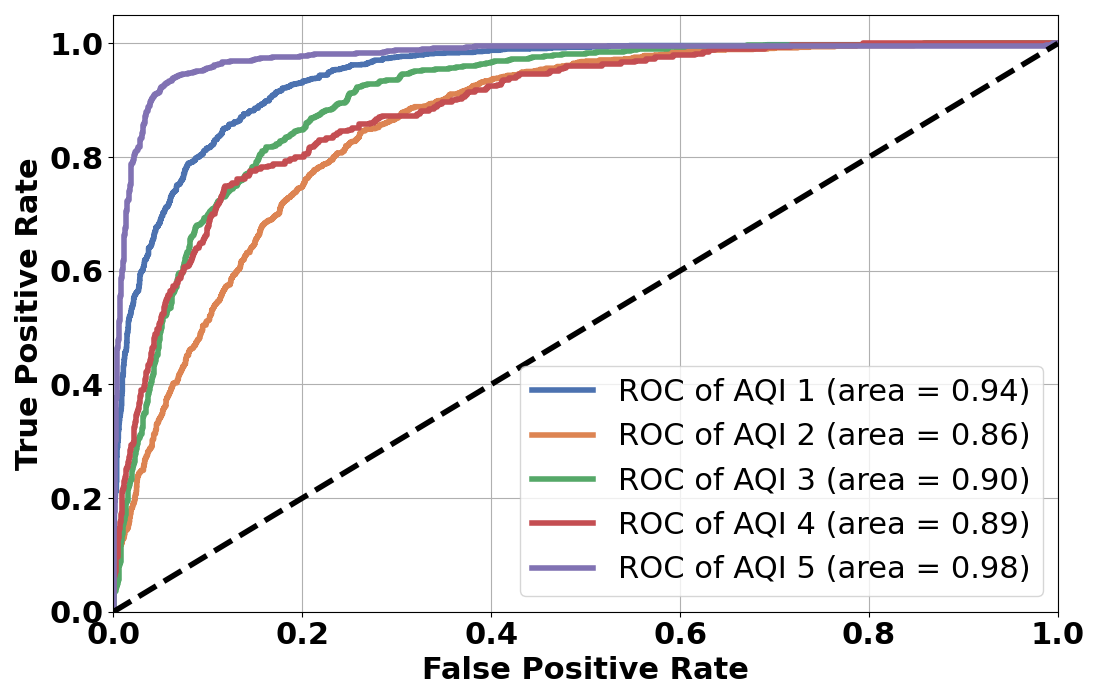 1.0
0.8
0.6
0.4
0.2
0.0
True Positive Rate
ROC of AQI 1 (area = 0.94)
ROC of AQI 2 (area = 0.86)
ROC of AQI 3 (area = 0.90)
ROC of AQI 4 (area = 0.89)
ROC of AQI 5 (area = 0.98)
0.0 0.2 0.4 0.6 0.8 1.0
False Positive Rate